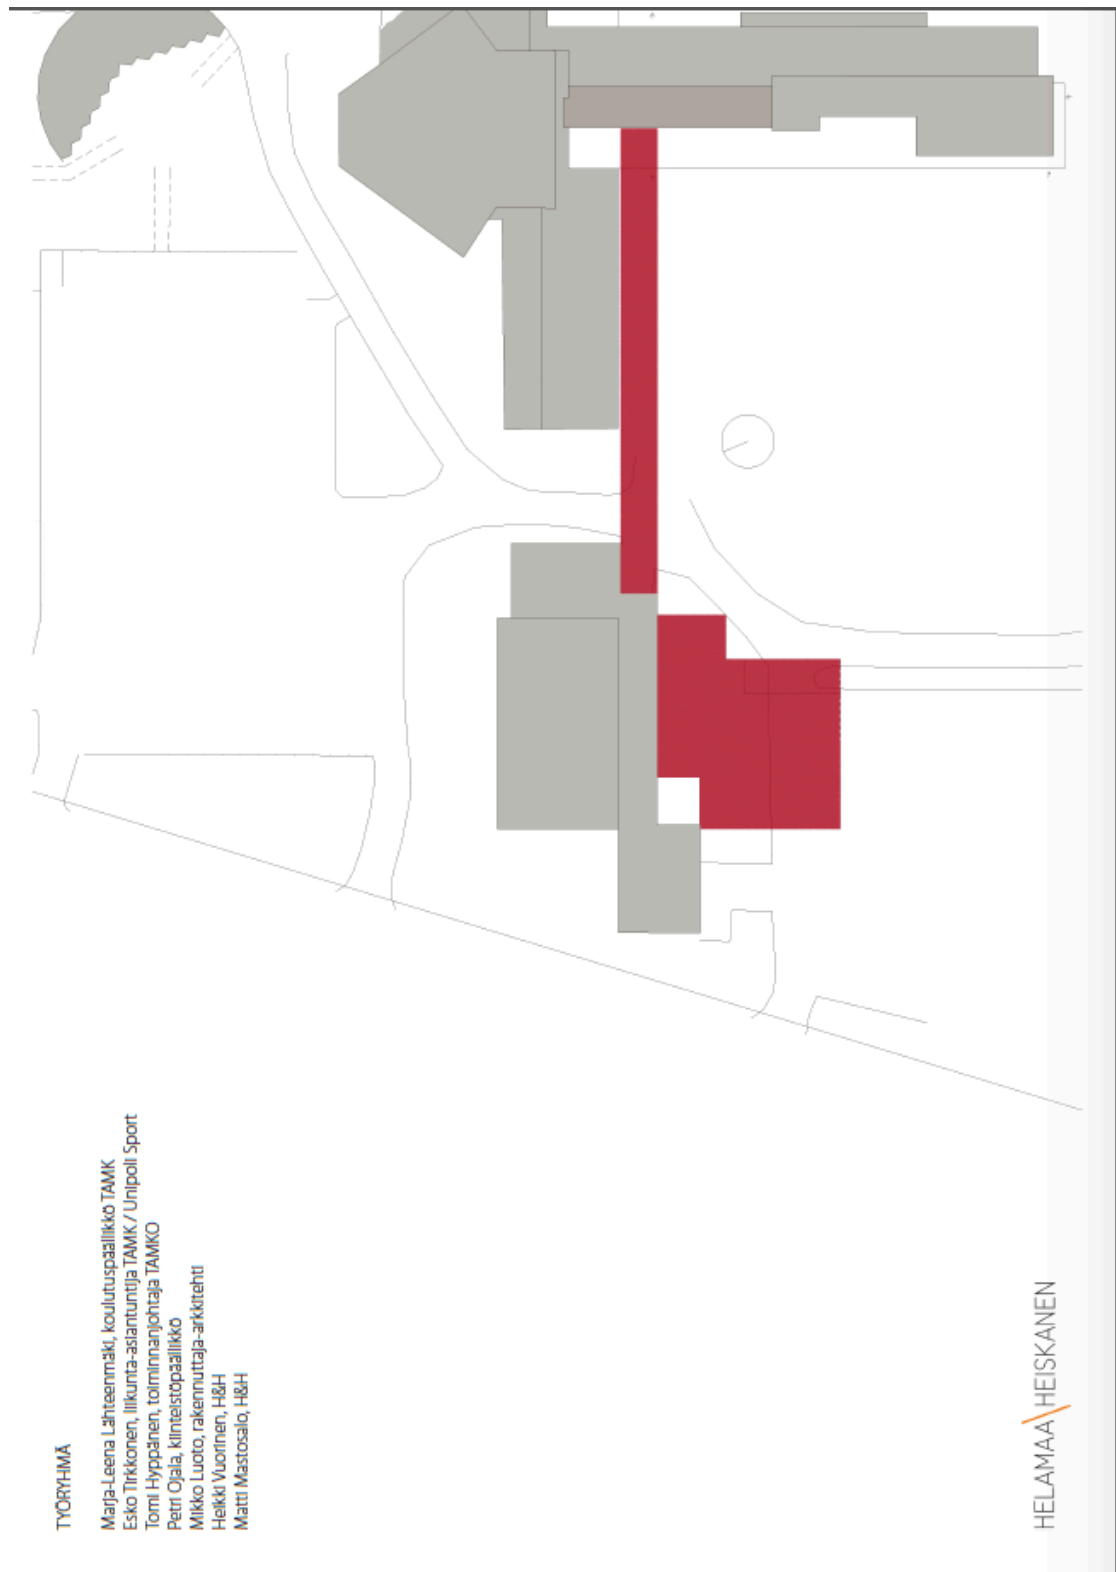 TYÖRYHMÄ
Marja-Leena Lähteenmäki, koulutuspäällikkö TAMK
Esko Tirkkonen, liikunta-asiantuntija TAMK / Unipoli Sport
Tomi Hyppänen, toiminnanjohtaja TAMKO
Petri Ojala, kiinteistöpäällikkö
Mikko Luoto, rakennuttaja-arkkitehti
Heikki Vuorinen, H&H
Matti Mastosalo, H&H
HELAMAA\HEISKANEN